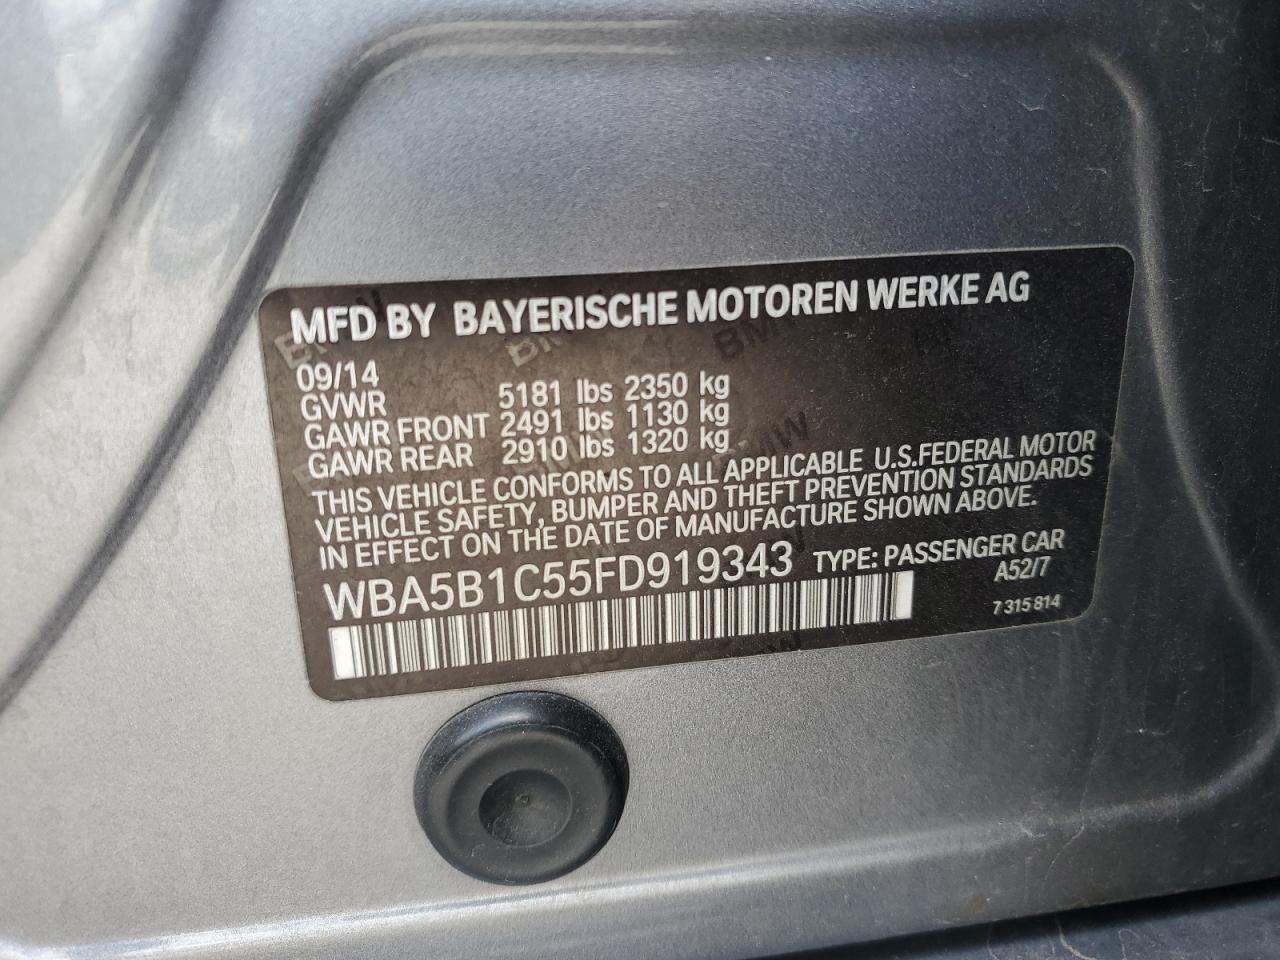 MFD BY BAYERISCHE MOTOREN WERKE AG
09/14
GVWR 5181 lbs 2350 kg
GAWR FRONT 2491 lbs 1130 kg
GAWR REAR 2910 lbs 1320 kg
THIS VEHICLE CONFORMS TO ALL APPLICABLE U.S.FEDERAL MOTOR
VEHICLE SAFETY, BUMPER AND THEFT PREVENTION STANDARDS
IN EFFECT ON THE DATE OF MANUFACTURE SHOWN ABOVE.
WBA5B1C55FD919343 TYPE: PASSENGER CAR
A52/7
7 315 814